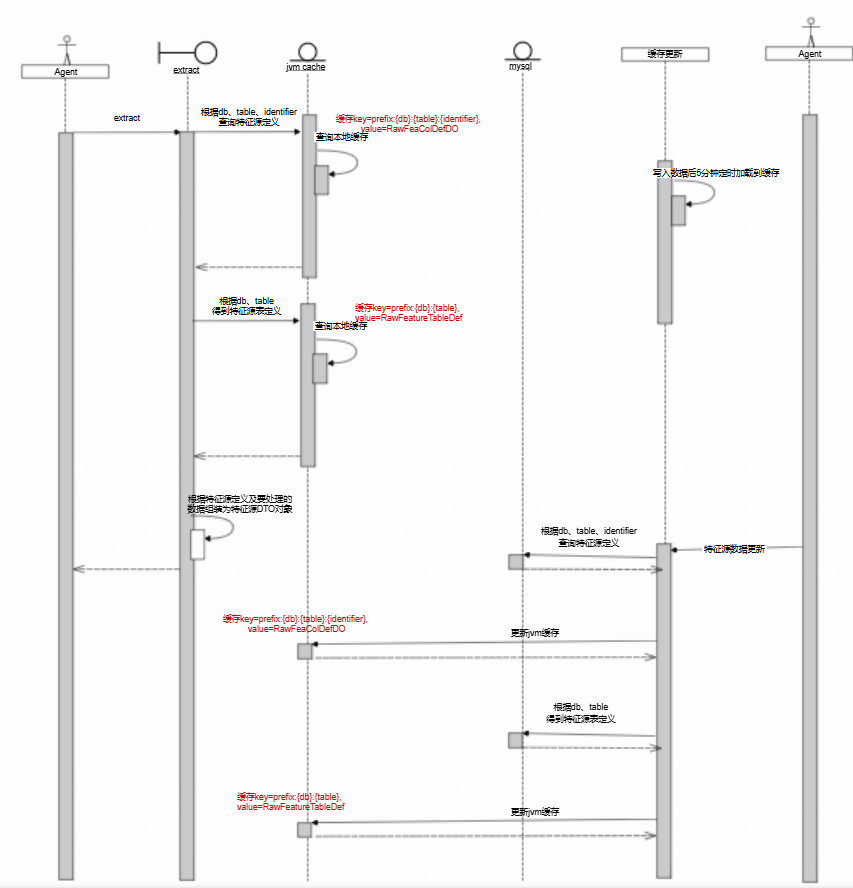 Agent
extract
jvm cache
mysql
缓存更新
Agent
extract
根据db、table、identifier
查询特征源定义
缓存key=prefix:{db}:{table}:{identifier},
value=RawFeaColDefDO
查询本地缓存
写入数据后5分钟定时加载到缓存
根据db、table
得到特征源表定义
缓存key=prefix:{db}:{table},
value=RawFeatureTableDef
查询本地缓存
根据特征源定义及要处理的
数据组装为特征源DTO对象
根据db、table、identifier
查询特征源定义
特征源数据更新
缓存key=prefix:{db}:{table}:{identifier},
value=RawFeaColDefDO
更新jvm缓存
根据db、table
得到特征源表定义
缓存key=prefix:{db}:{table},
value=RawFeatureTableDef
更新jvm缓存